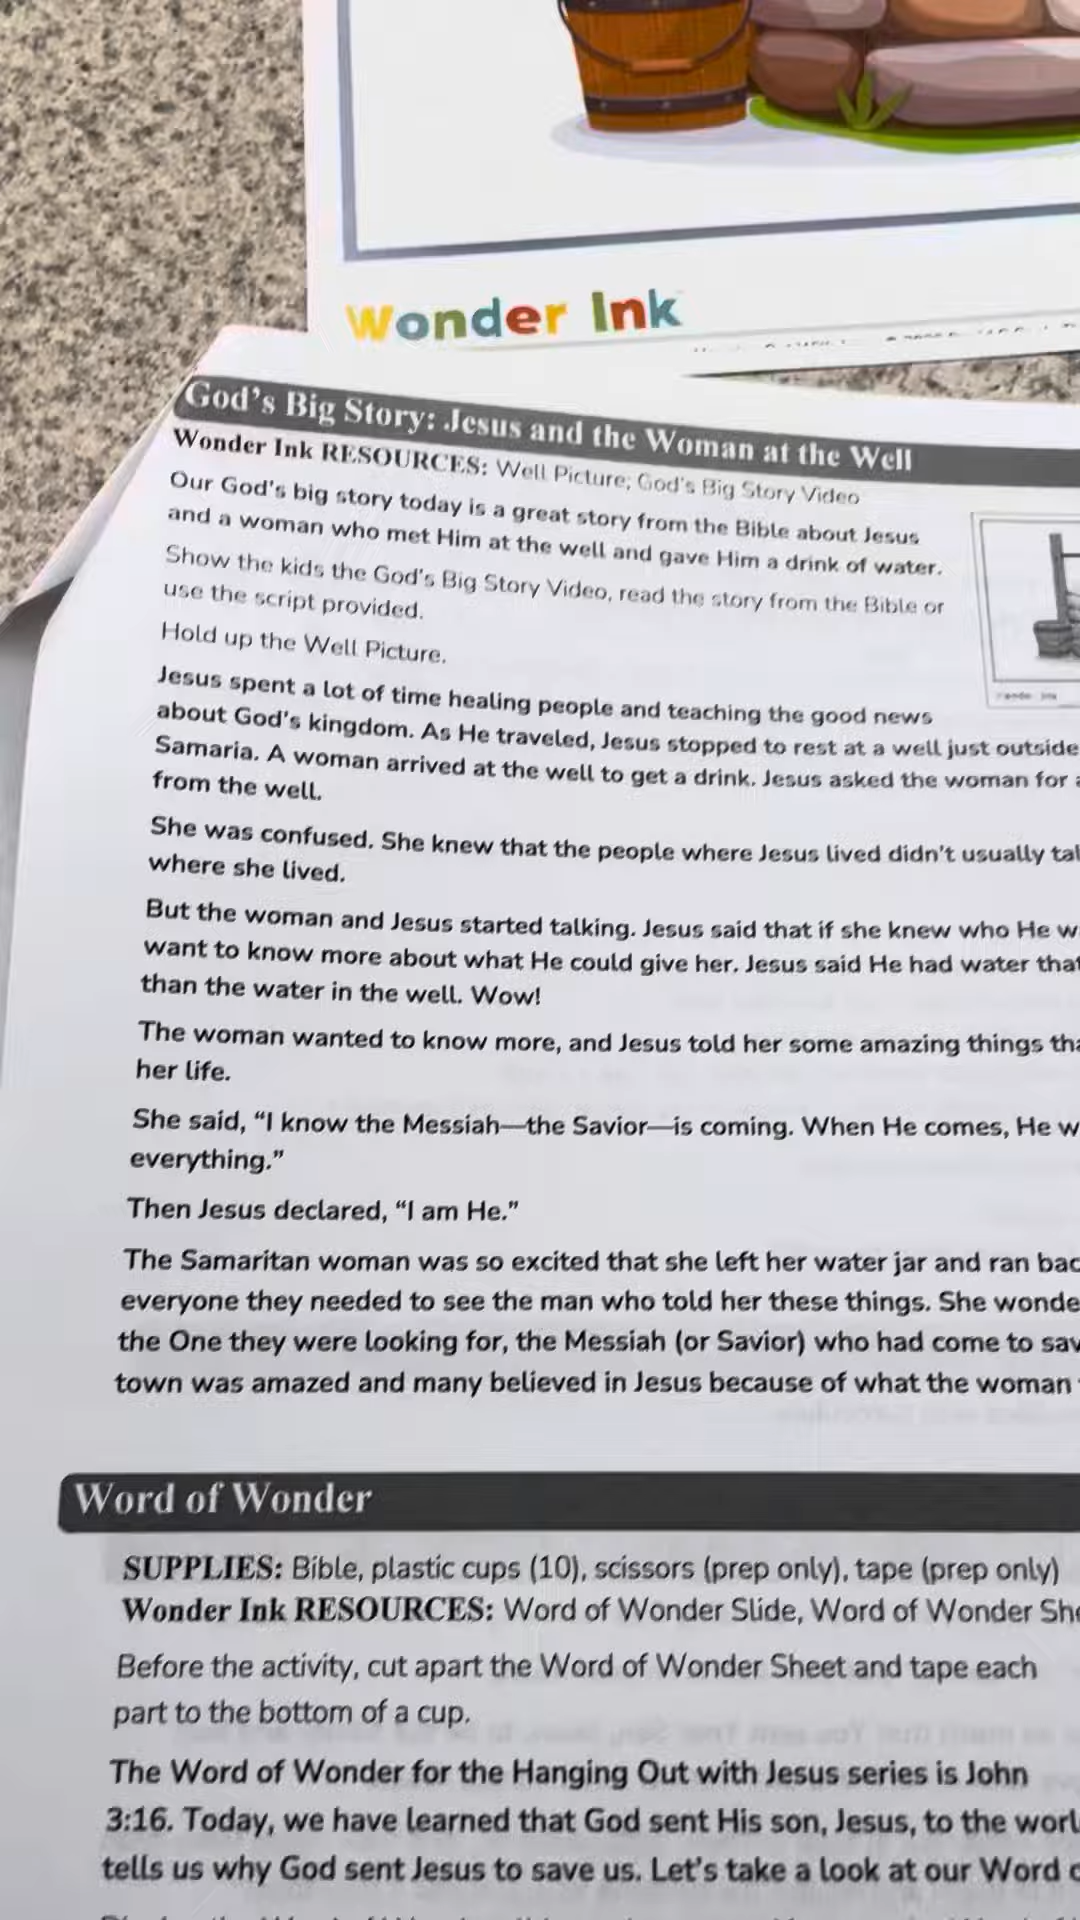 Wonder Ink
God's Big Story: Jesus and the Woman at the Well
Wonder Ink RESOURCES: Well Picture; God's Big Story Video
Our God's big story today is a great story from the Bible about Jesus
and a woman who met Him at the well and gave Him a drink of water.
Show the kids the God's Big Story Video, read the story from the Bible or
use the script provided.
Hold up the Well Picture.
Jesus spent a lot of time healing people and teaching the good news
about God's kingdom. As He traveled, Jesus stopped to rest at a well just outside
Samaria. A woman arrived at the well to get a drink. Jesus asked the woman for
from the well.
She was confused. She knew that the people where Jesus lived didn't usually
where she lived.
But the woman and Jesus started talking. Jesus said that if she knew who He
want to know more about what He could give her. Jesus said He had water that
than the water in the well. Wow!
The woman wanted to know more, and Jesus told her some amazing things
her life.
She said, “I know the Messiah—the Savior—is coming. When He comes, He
everything.”
Then Jesus declared, “I am He.”
The Samaritan woman was so excited that she left her water jar and ran
everyone they needed to see the man who told her these things. She
the One they were looking for, the Messiah (or Savior) who had come to
town was amazed and many believed in Jesus because of what the woman
Word of Wonder
SUPPLIES: Bible, plastic cups (10), scissors (prep only), tape (prep only)
Wonder Ink RESOURCES: Word of Wonder Slide, Word of Wonder
Before the activity, cut apart the Word of Wonder Sheet and tape each
part to the bottom of a cup.
The Word of Wonder for the Hanging Out with Jesus series is John
3:16. Today, we have learned that God sent His son, Jesus, to the
tells us why God sent Jesus to save us. Let's take a look at our Word